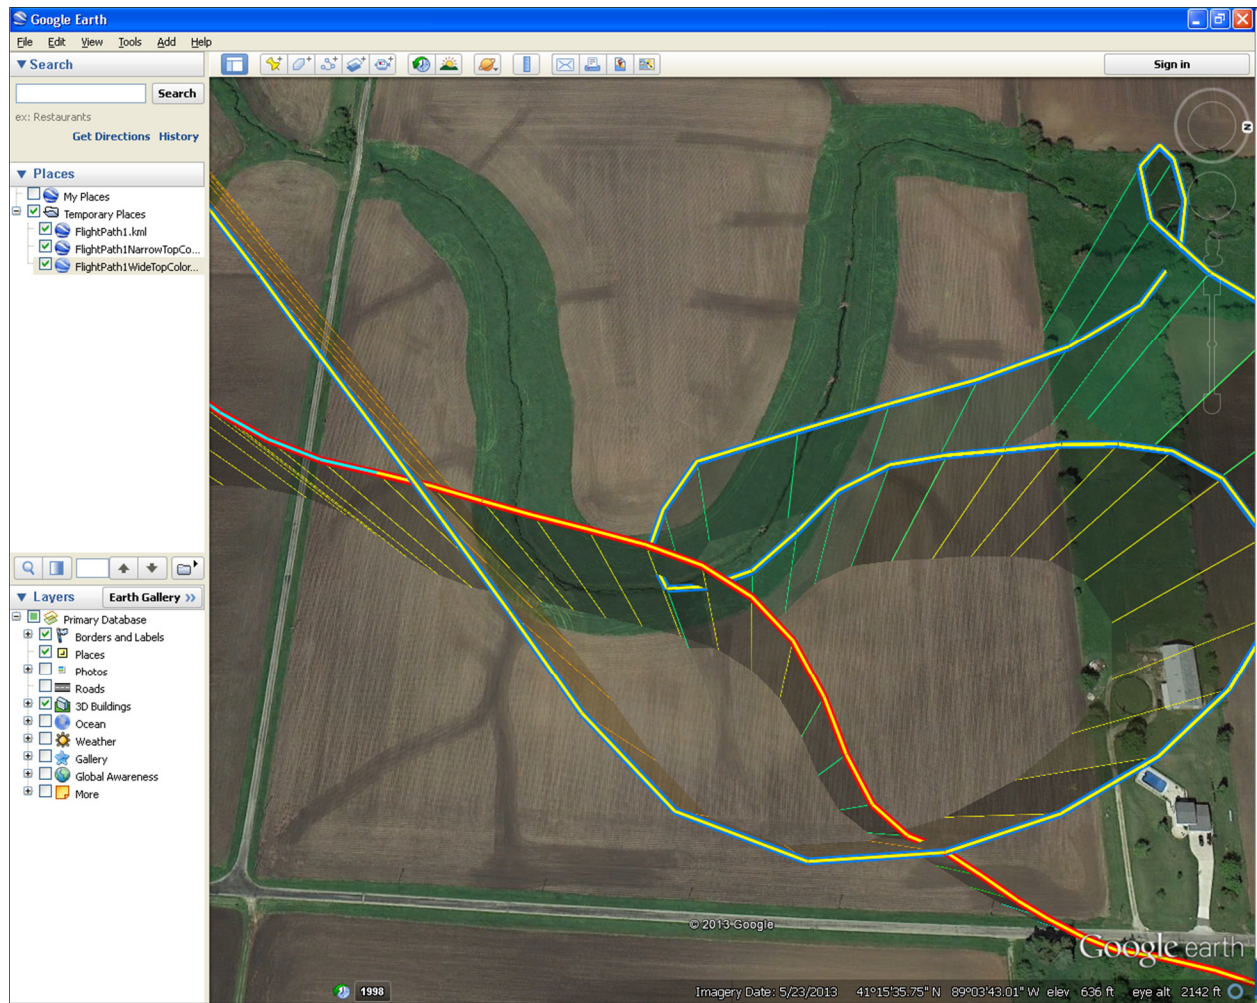 Google Earth
File Edit View Tools Add Help
Search
Sign in
Search
ex: Restaurants
Get Directions History
Places
My Places
Temporary Places
FlightPath1.kml
FlightPath1NarrowTopCo...
FlightPath1WideTopColor...
Layers
Earth Gallery >>
Primary Database
Borders and Labels
Places
Photos
Roads
3D Buildings
Ocean
Weather
Gallery
Global Awareness
More
N
© 2013 Google
Google earth
1998
Imagery Date: 5/23/2013 41°15'35.75" N 89°03'43.01" W elev 636 ft eye alt 2142 ft